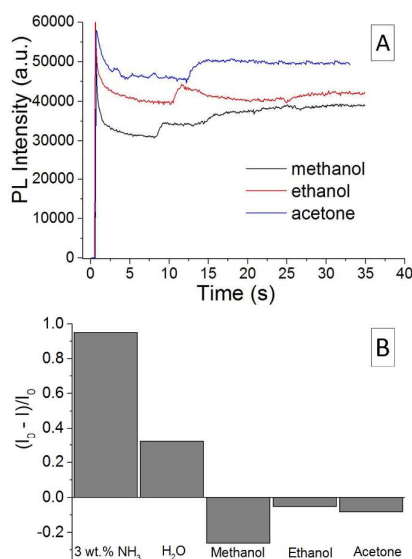 A
PL Intensity (a.u.)
60000
50000
40000
30000
20000
10000
0
methanol
ethanol
acetone
0 5 10 15 20 25 30 35 40
Time (s)
B
(I₀ - I)/I₀
1.0
0.8
0.6
0.4
0.2
0.0
-0.2
3 wt.% NH₃ H₂O Methanol Ethanol Acetone